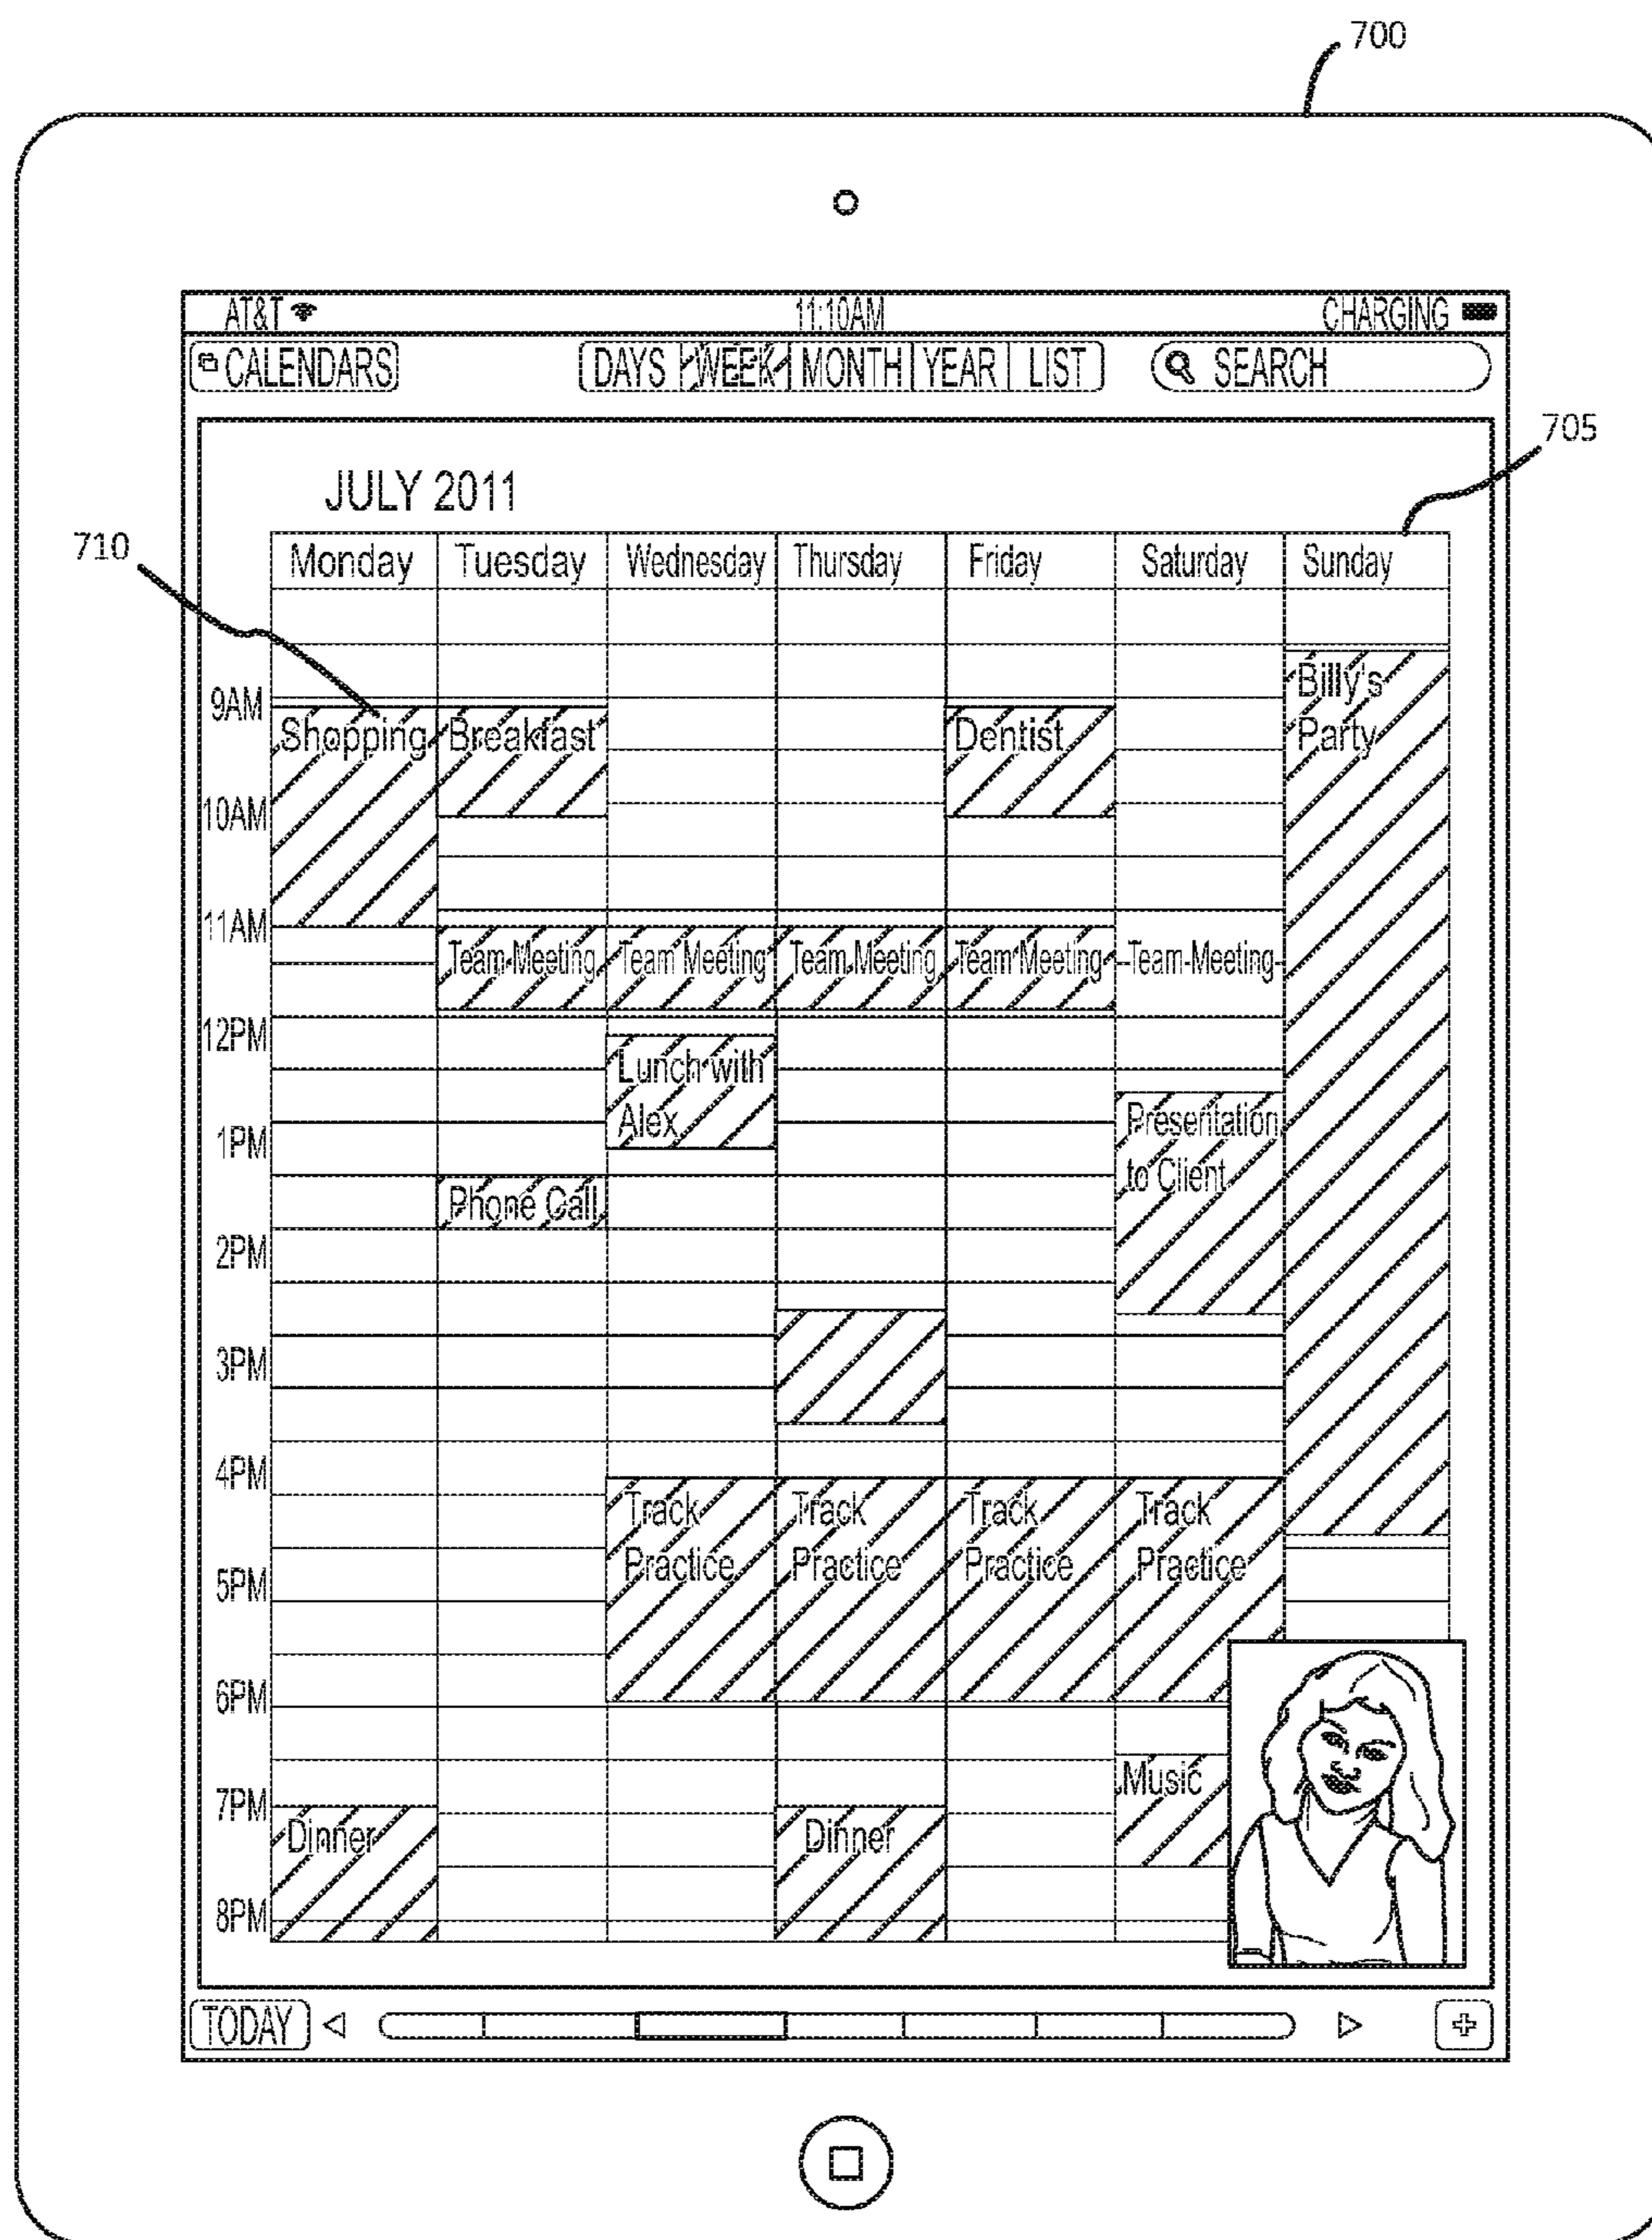 700
AT&T 11:10AM CHARGING
CALENDARS DAYS WEEK MONTH YEAR LIST SEARCH
705
JULY 2011
710
Monday Tuesday Wednesday Thursday Friday Saturday Sunday
Billy's
9AM
Shopping Breakfast Dentist Party
10AM
11AM
Team Meeting Team Meeting Team Meeting Team Meeting Team Meeting
12PM
Lunch with
Alex Presentation
1PM
to Client
Phone Call
2PM
3PM
4PM
Track Track Track Track
Practice Practice Practice Practice
5PM
6PM
Music
7PM
Dinner Dinner
8PM
TODAY